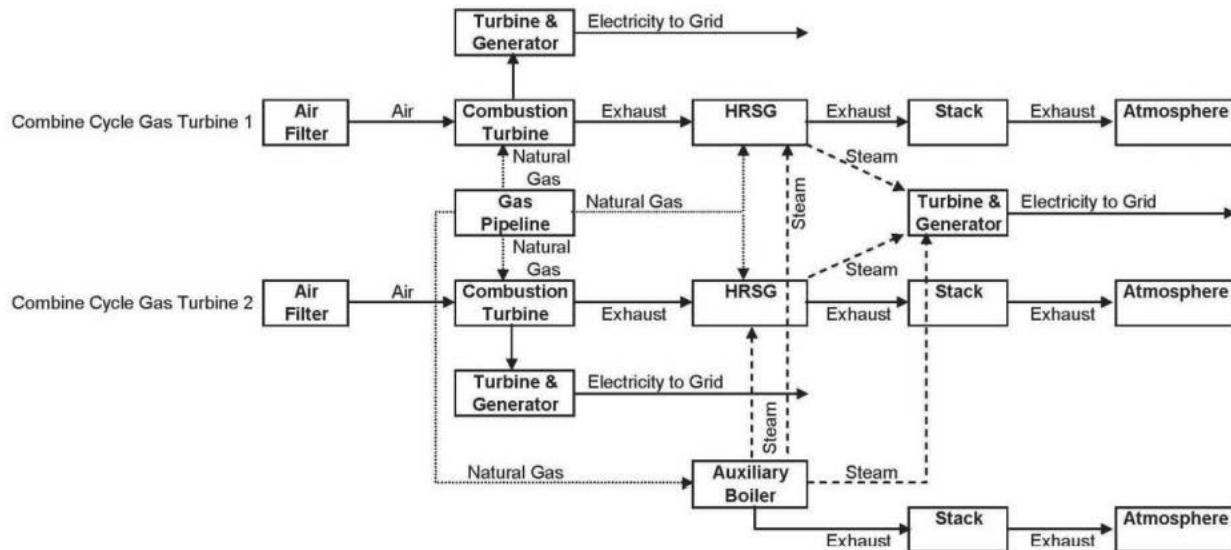 Turbine &
Generator
Electricity to Grid
Combine Cycle Gas Turbine 1
Air
Filter
Air
Combustion
Turbine
Exhaust
HRSG
Exhaust
Stack
Exhaust
Atmosphere
Natural
Gas
Steam
Steam
Gas
Pipeline
Natural Gas
Turbine &
Generator
Electricity to Grid
Natural
Gas
Steam
Combine Cycle Gas Turbine 2
Air
Filter
Air
Combustion
Turbine
Exhaust
HRSG
Exhaust
Stack
Exhaust
Atmosphere
Turbine &
Generator
Electricity to Grid
Steam
Natural Gas
Auxiliary
Boiler
Steam
Exhaust
Stack
Exhaust
Atmosphere